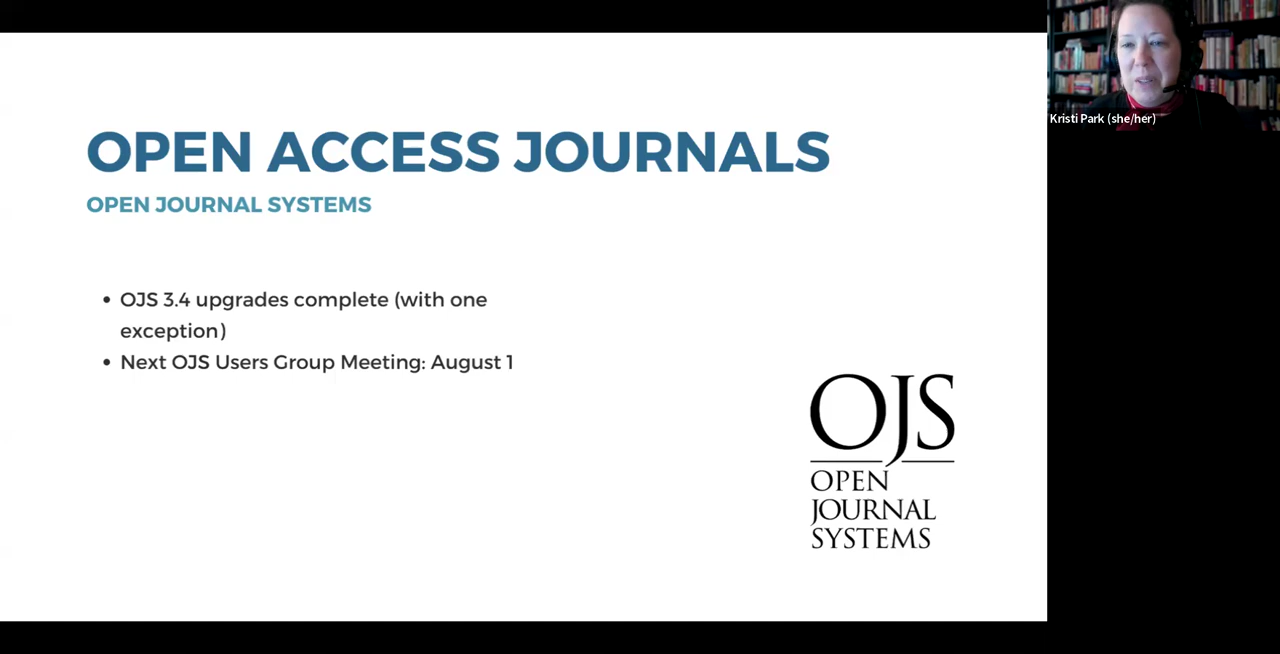 OPEN ACCESS JOURNALS
OPEN JOURNAL SYSTEMS
• OJS 3.4 upgrades complete (with one
exception)
• Next OJS Users Group Meeting: August 1
OJS
OPEN
JOURNAL
SYSTEMS
Kristi Park (she/her)